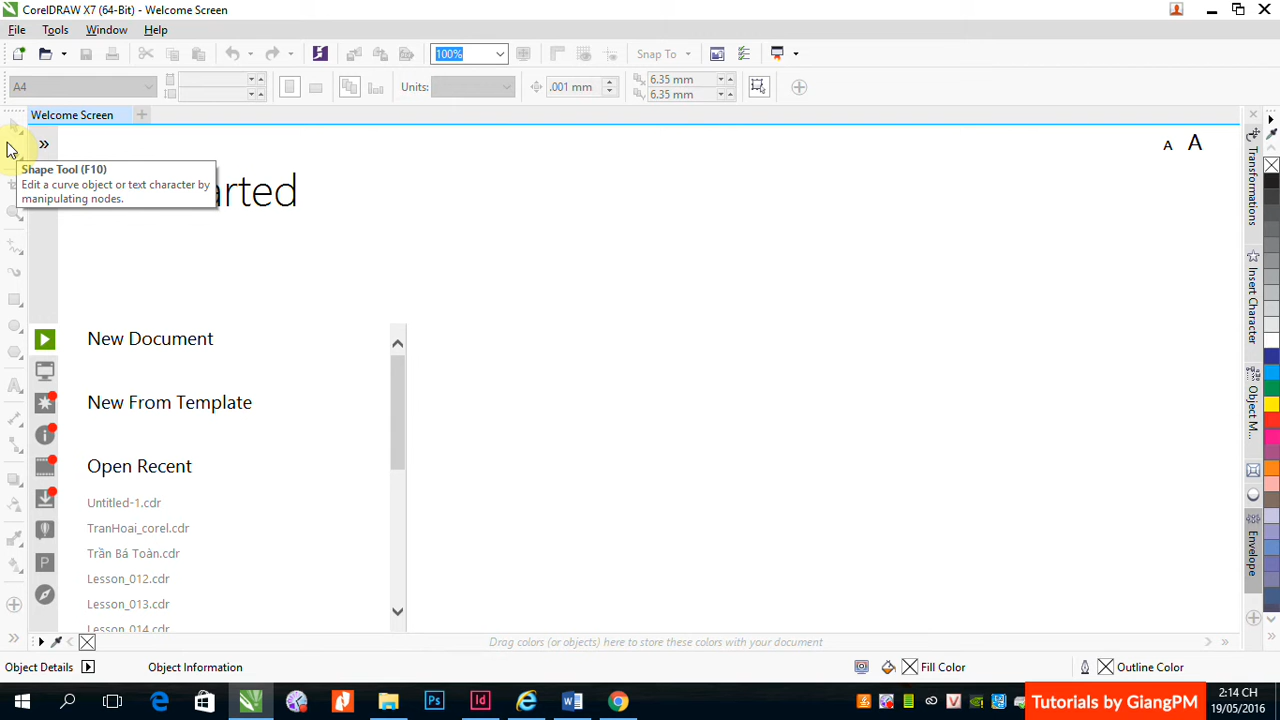 CorelDRAW X7 (64-Bit) - Welcome Screen
File Tools Window Help
100% Snap To
A4 Units: .001 mm 6.35 mm
6.35 mm
Welcome Screen
A A
Shape Tool (F10)
Edit a curve object or text character by
manipulating nodes.
arted
New Document
New From Template
Open Recent
Untitled-1.cdr
TranHoai_corel.cdr
Trần Bá Toàn.cdr
Lesson_012.cdr
Lesson_013.cdr
Lesson_014.cdr
Transformations
Insert Character
Object M...
Envelope
Drag colors (or objects) here to store these colors with your document
Object Details Object Information Fill Color Outline Color
Ps Id
Tutorials by GiangPM
2:14 CH
19/05/2016